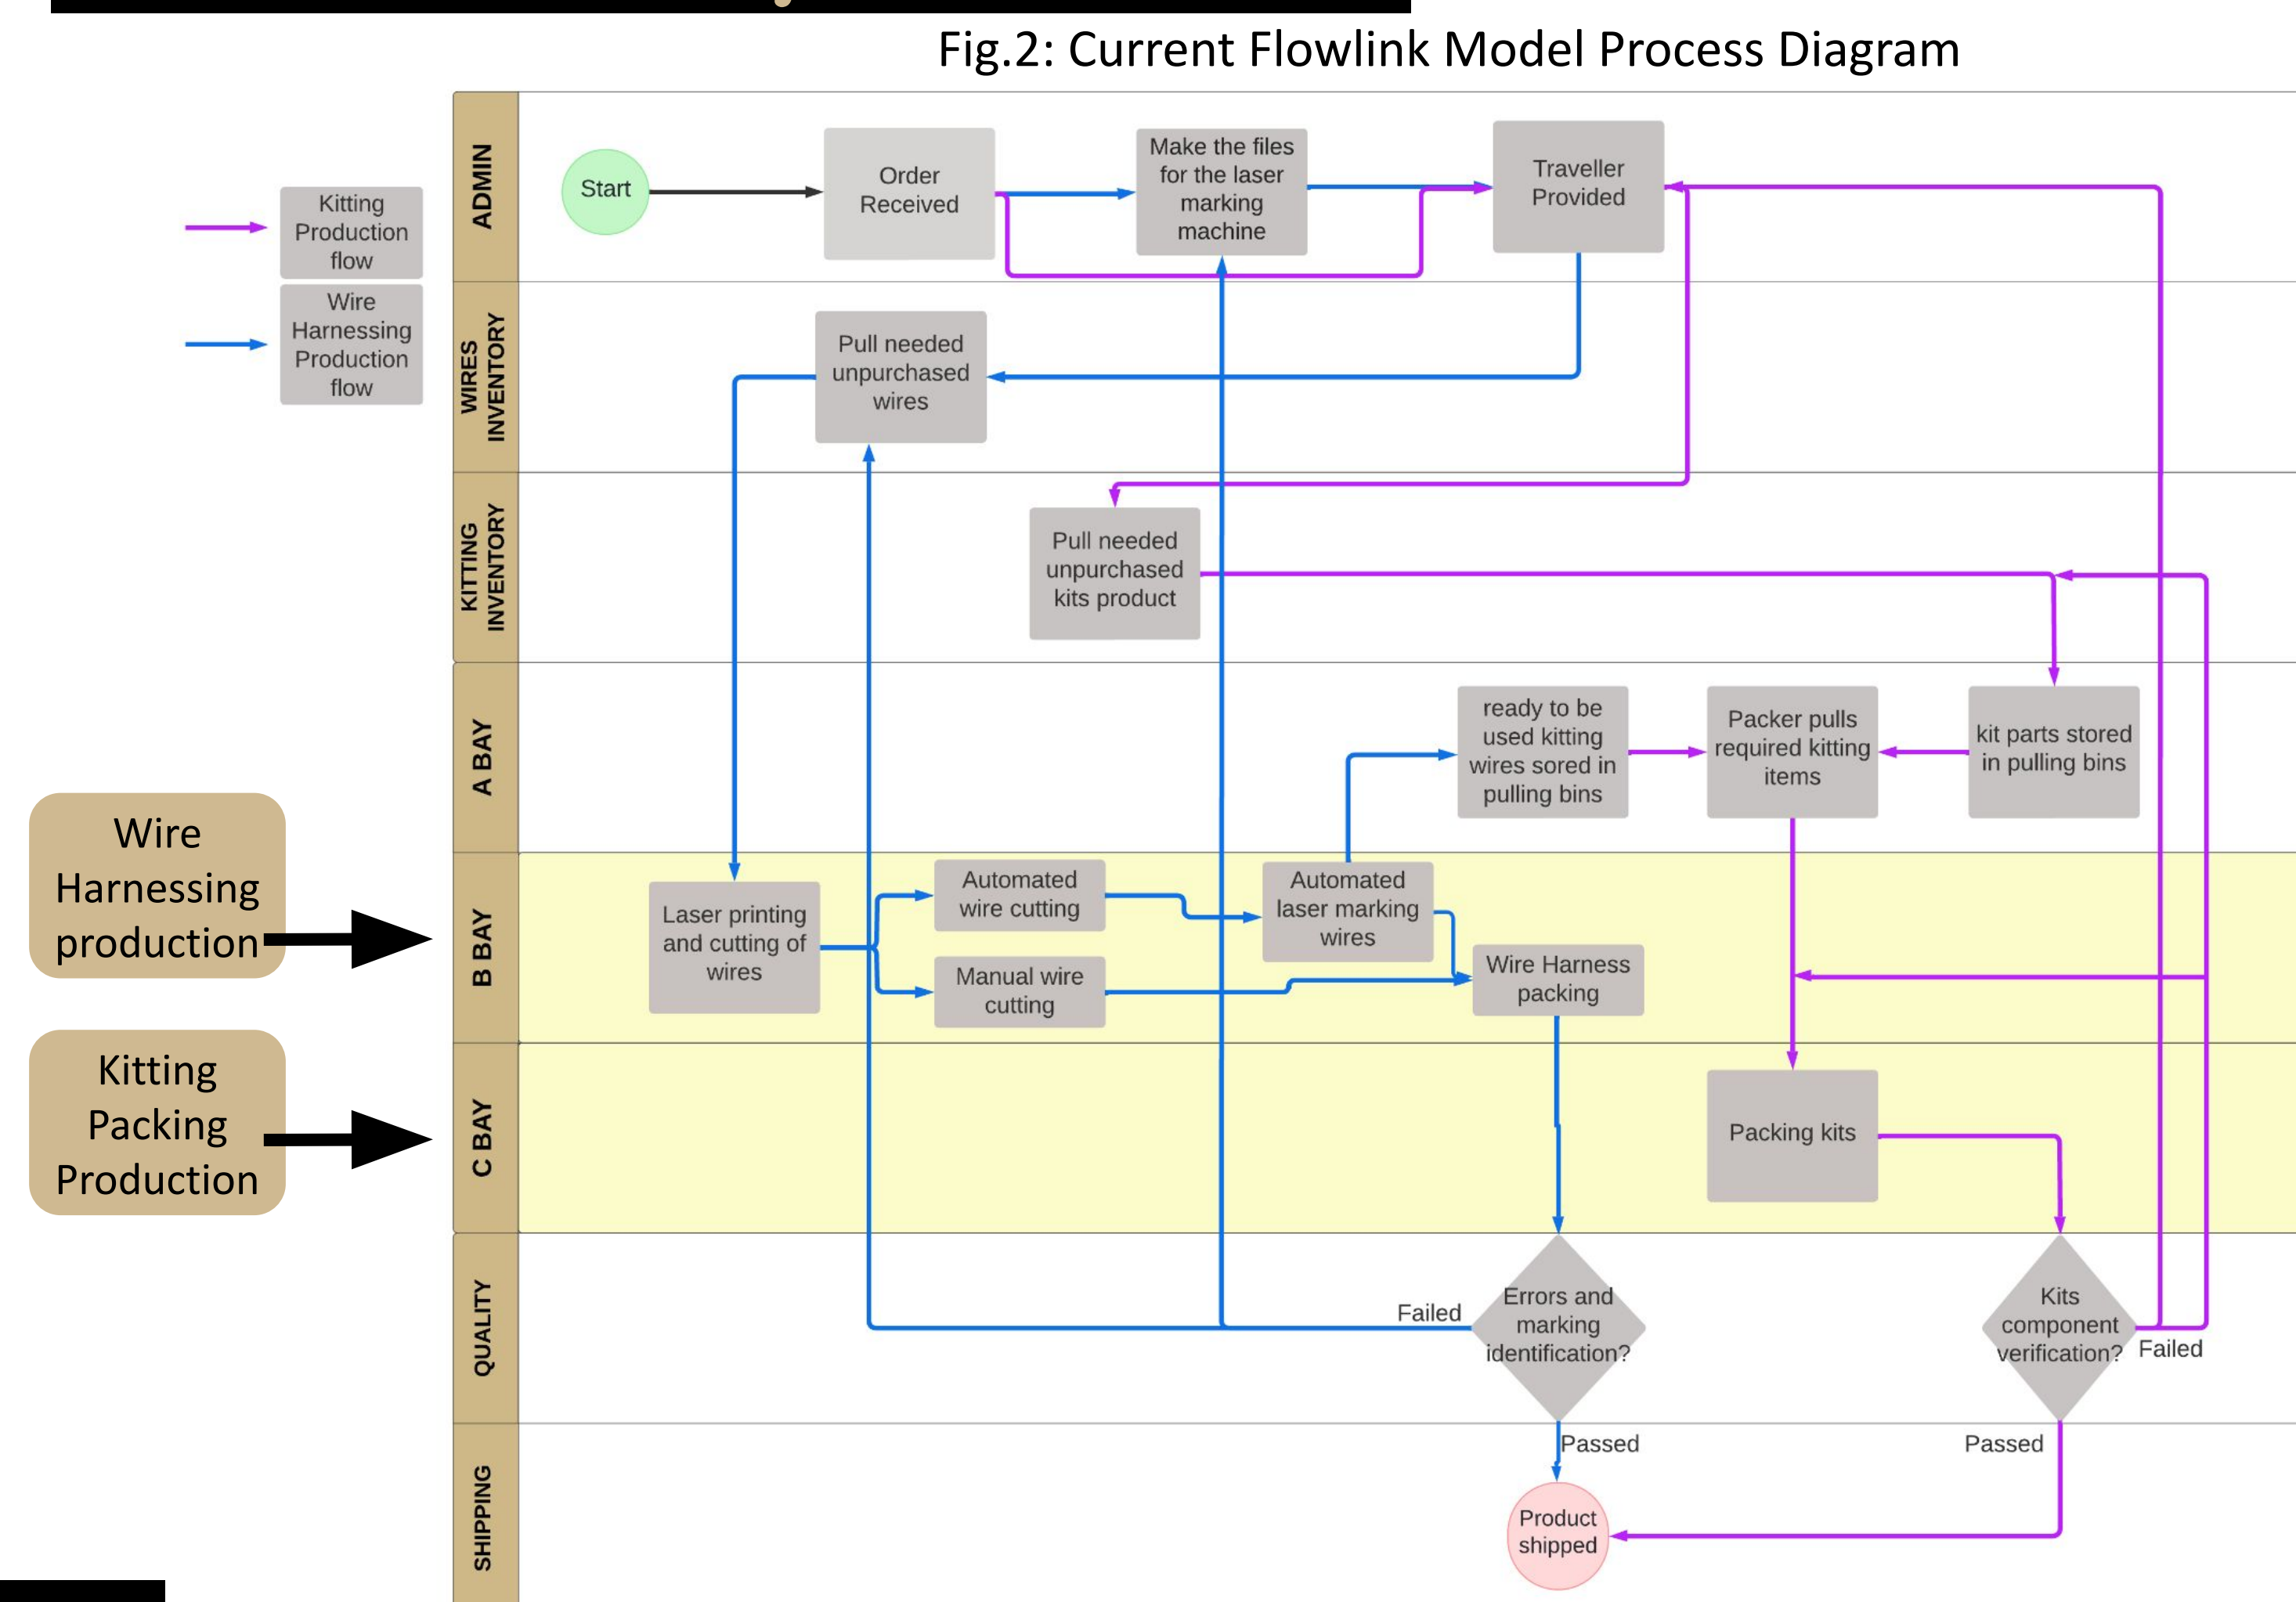 Fig.2: Current Flowlink Model Process Diagram
Kitting
Production
flow
Wire
Harnessing
Production
flow
ADMIN
Start
Order
Received
Make the files
for the laser
marking
machine
Traveller
Provided
WIRES
INVENTORY
Pull needed
unpurchased
wires
KITTING
INVENTORY
Pull needed
unpurchased
kits product
A BAY
ready to be
used kitting
wires sored in
pulling bins
Packer pulls
required kitting
items
kit parts stored
in pulling bins
Wire
Harnessing
production
B BAY
Laser printing
and cutting of
wires
Automated
wire cutting
Manual wire
cutting
Automated
laser marking
wires
Wire Harness
packing
Kitting
Packing
Production
C BAY
Packing kits
QUALITY
Failed
Errors and
marking
identification?
Kits
component
verification?
Failed
SHIPPING
Passed
Passed
Product
shipped